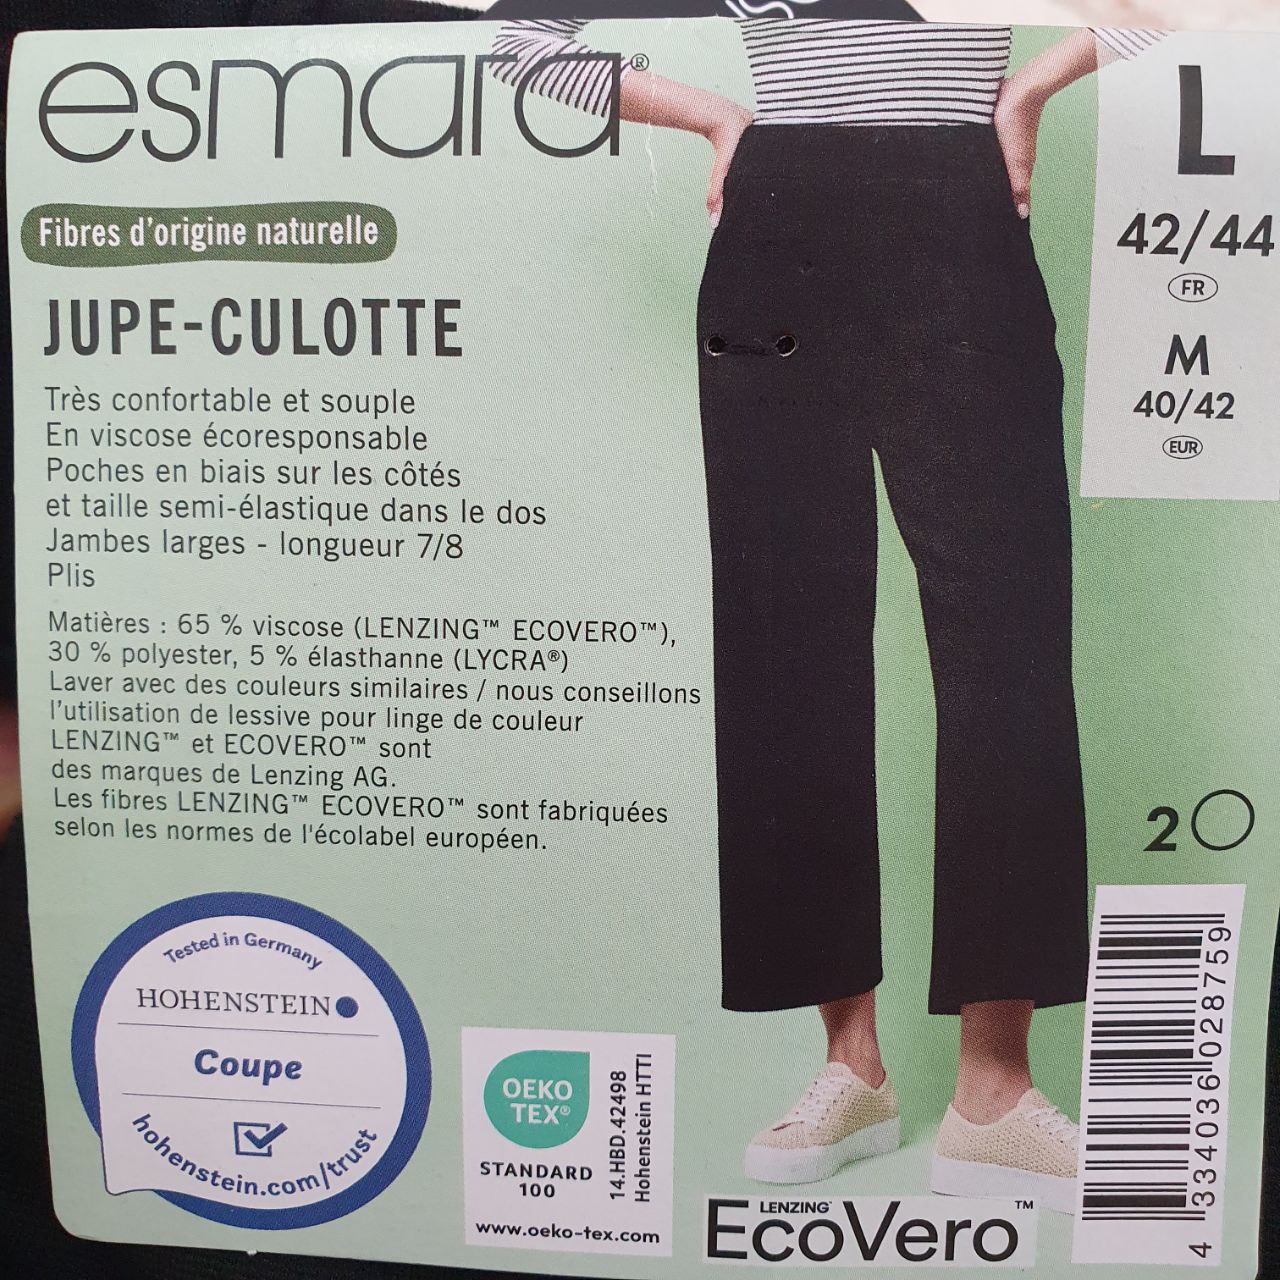 esmara®
Fibres d'origine naturelle
JUPE-CULOTTE
Très confortable et souple
En viscose écoresponsable
Poches en biais sur les côtés
et taille semi-élastique dans le dos
Jambes larges - longueur 7/8
Plis
Matières : 65 % viscose (LENZING™ ECOVERO™),
30 % polyester, 5 % élasthanne (LYCRA®)
Laver avec des couleurs similaires / nous conseillons
l'utilisation de lessive pour linge de couleur
LENZING™ et ECOVERO™ sont
des marques de Lenzing AG.
Les fibres LENZING™ ECOVERO™ sont fabriquées
selon les normes de l'écolabel européen.
L
42/44
FR
M
40/42
EUR
2
Tested in Germany
HOHENSTEIN
Coupe
hohenstein.com/trust
OEKO
TEX®
STANDARD
100
14.HBD.42498
Hohenstein HTTI
www.oeko-tex.com
LENZING™
EcoVero™
4 334036 028759